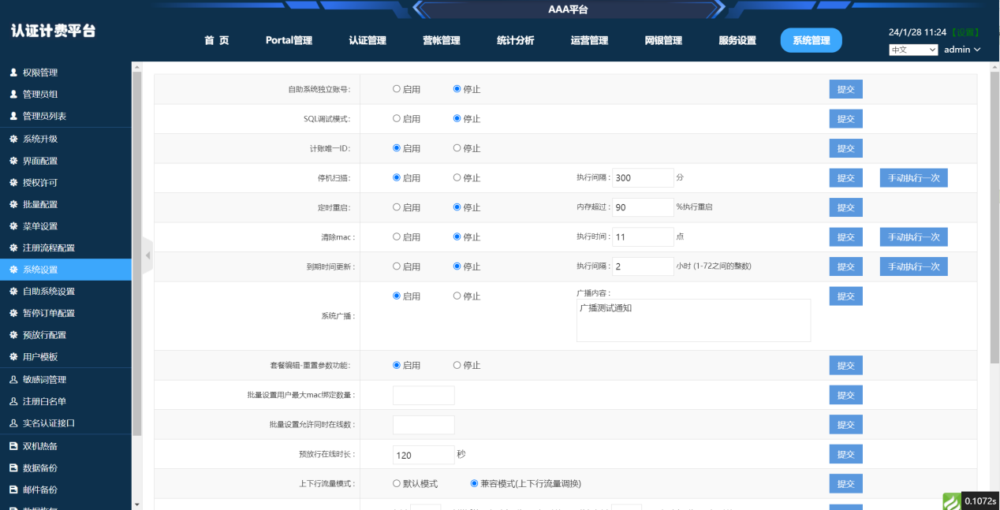 AAA平台
认证计费平台
首 页 Portal管理 认证管理 营帐管理 统计分析 运营管理 网银管理 服务设置 系统管理
24/1/28 11:24 【设置】
中文 admin
权限管理
管理员组
管理员列表
系统升级
界面配置
授权许可
批量配置
菜单设置
注册流程配置
系统设置
自助系统设置
暂停订单配置
预放行配置
用户模板
敏感词管理
注册白名单
实名认证接口
双机热备
数据备份
邮件备份
自助系统独立账号: 启用 停止 提交
SQL调试模式: 启用 停止 提交
计账唯一ID: 启用 停止 提交
停机扫描: 启用 停止 执行间隔: 300 分 提交 手动执行一次
定时重启: 启用 停止 内存超过: 90 %执行重启 提交
清除mac: 启用 停止 执行时间: 11 点 提交 手动执行一次
到期时间更新: 启用 停止 执行间隔: 2 小时 (1-72之间的整数) 提交 手动执行一次
系统广播: 启用 停止 广播内容: 提交
广播测试通知
套餐编辑-重置参数功能: 启用 停止 提交
批量设置用户最大mac绑定数量: 提交
批量设置允许同时在线数: 提交
预放行在线时长: 120 秒 提交
上下行流量模式: 默认模式 兼容模式(上下行流量调换) 提交
0.1072s